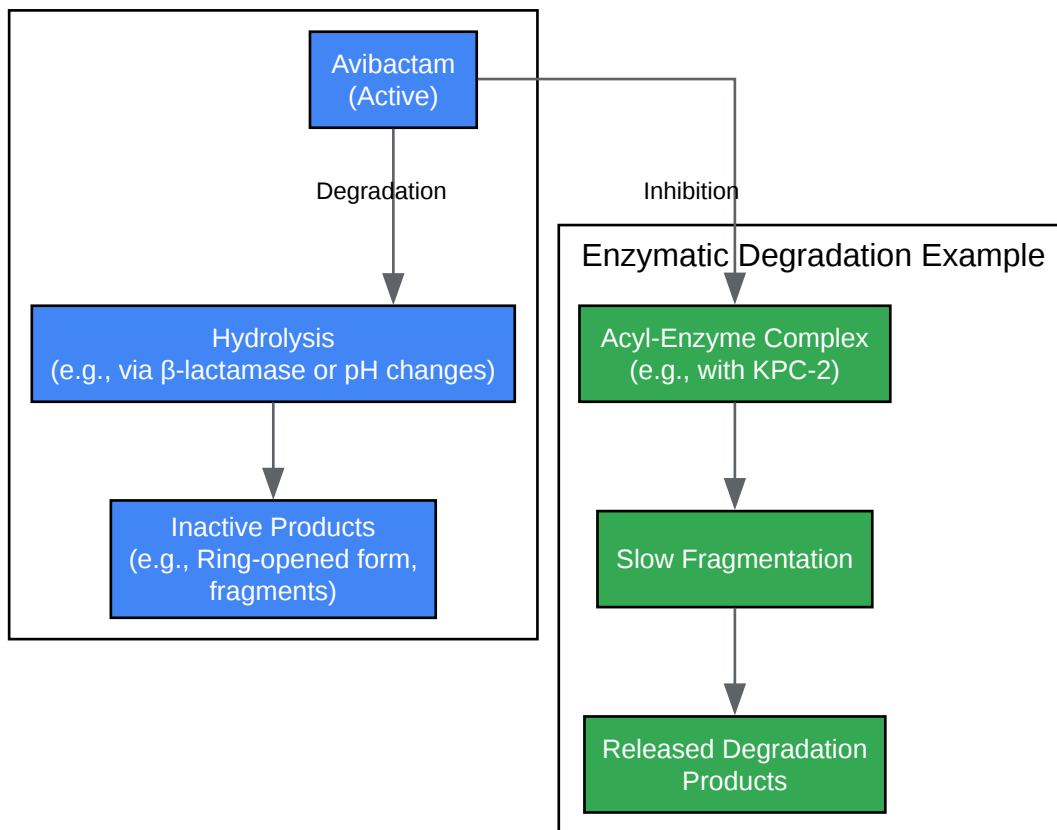 Avibactam
(Active)
Degradation
Inhibition
Enzymatic Degradation Example
Hydrolysis
(e.g., via β-lactamase or pH changes)
Acyl-Enzyme Complex
(e.g., with KPC-2)
Inactive Products
(e.g., Ring-opened form,
fragments)
Slow Fragmentation
Released Degradation
Products